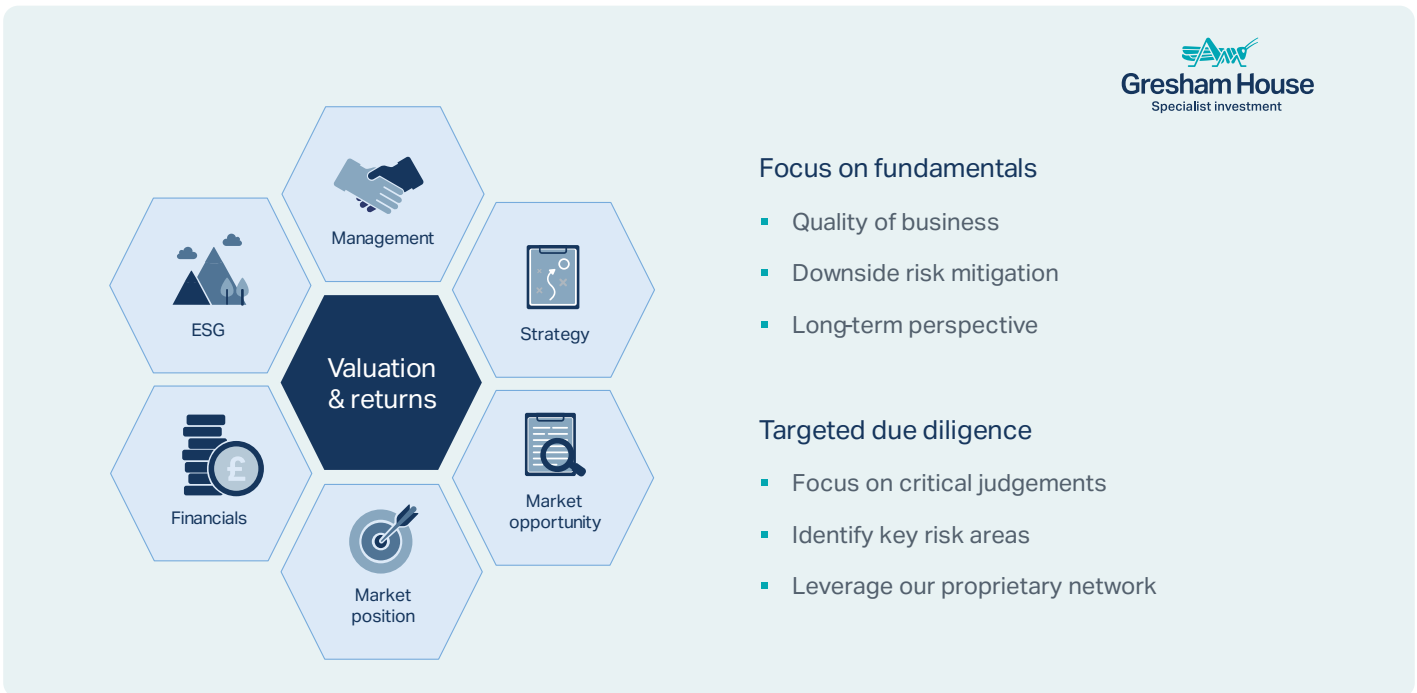 Gresham House
Specialist investment
Management
Strategy
ESG
Valuation
& returns
Market
opportunity
£
Financials
Market
position
Focus on fundamentals
Quality of business
Downside risk mitigation
Long-term perspective
Targeted due diligence
Focus on critical judgements
Identify key risk areas
Leverage our proprietary network